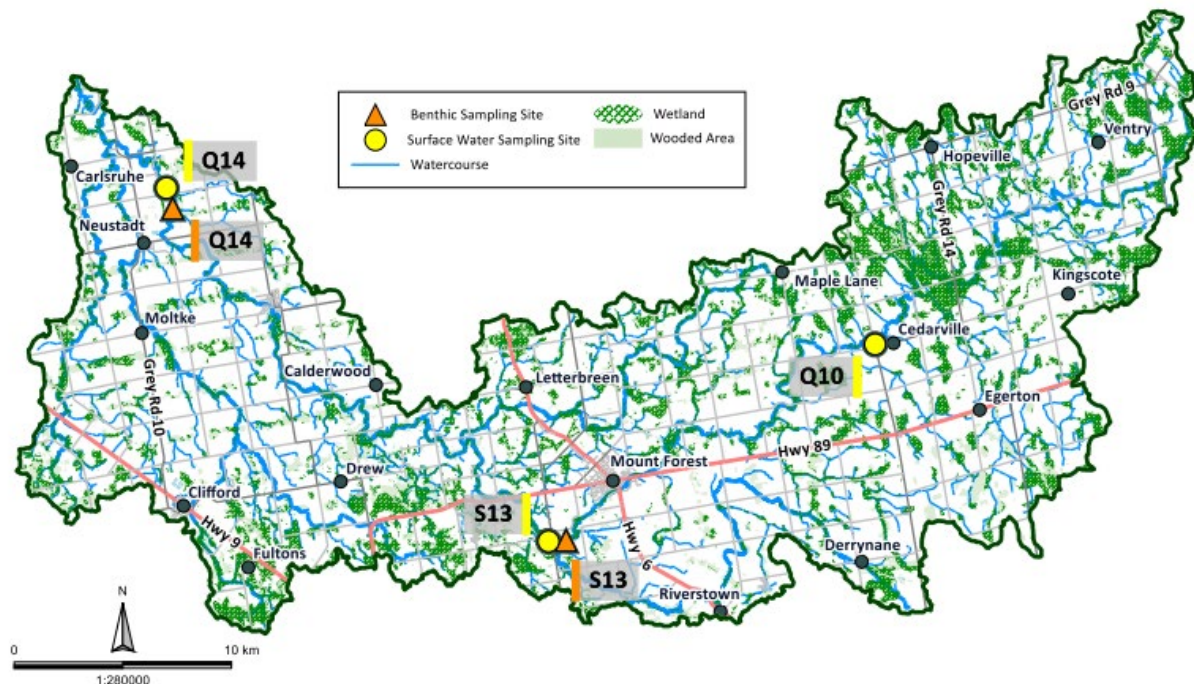 Benthic Sampling Site
Surface Water Sampling Site
Watercourse
Wetland
Wooded Area
Grey Rd 9
Ventry
Hopeville
Grey Rd 14
Kingscote
Q14
Carlsruhe
Neustadt
Q14
Maple Lane
Cedarville
Moltke
Grey Rd 10
Calderwood
Letterbreen
Q10
Egerton
Hwy 89
Mount Forest
Drew
Clifford
Hwy 9
S13
Hwy 6
Fultons
S13
Derrynane
Riverstown
N
0 10 km
1:280000